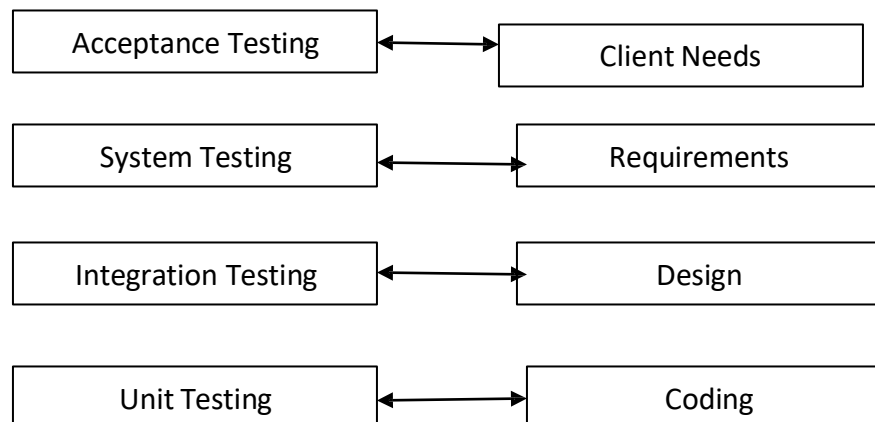 Acceptance Testing
Client Needs
System Testing
Requirements
Integration Testing
Design
Unit Testing
Coding